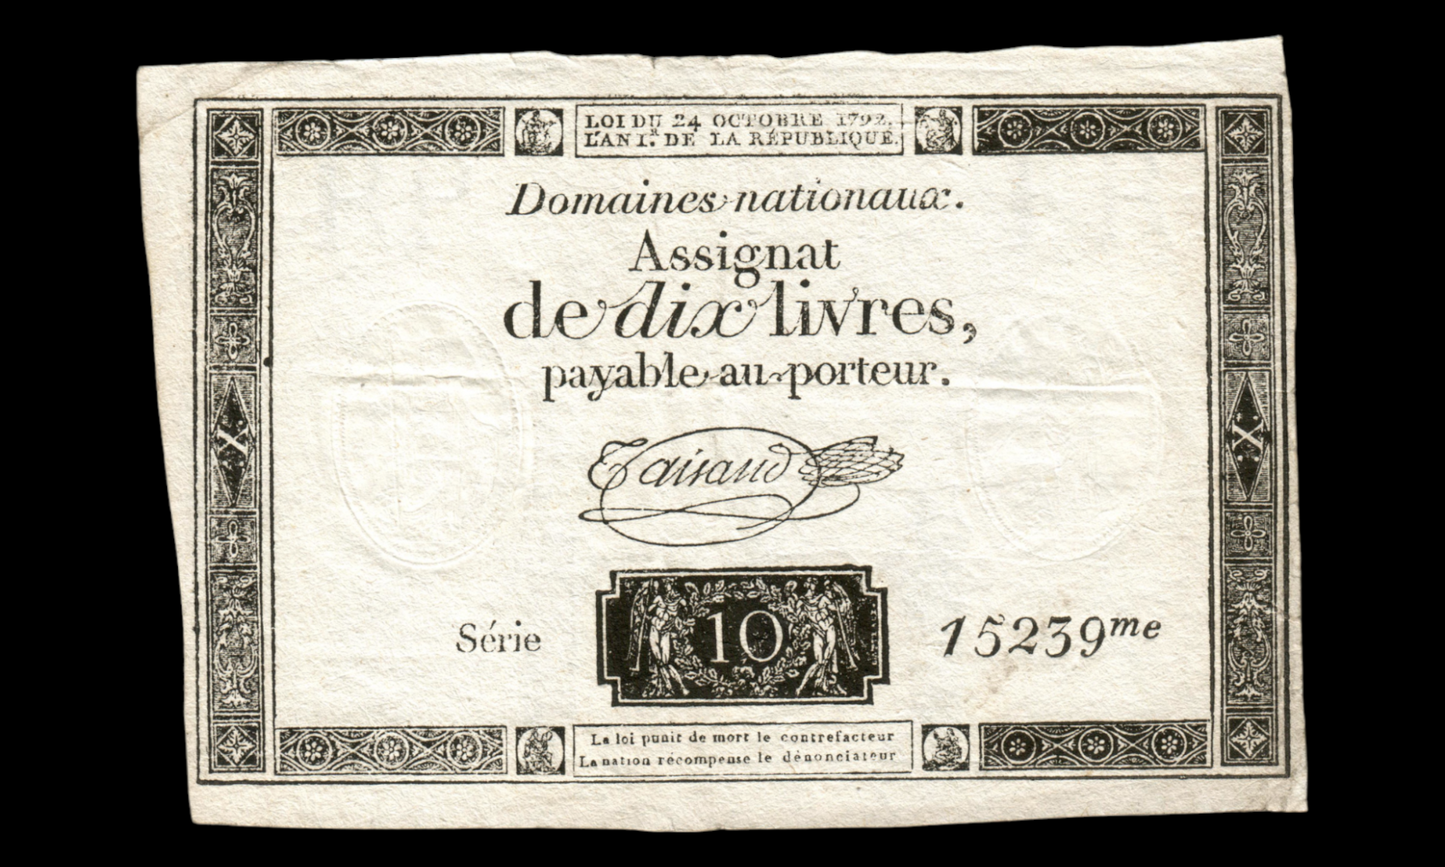 LOI DU 24 OCTOBRE 1792.
L'AN I.R DE LA RÉPUBLIQUE.
Domaines nationaux.
Assignat
de dix livres,
payable au porteur.
Taisaud
X X
Série 10 15239me
La loi punit de mort le contrefacteur
La nation récompense le dénonciateur